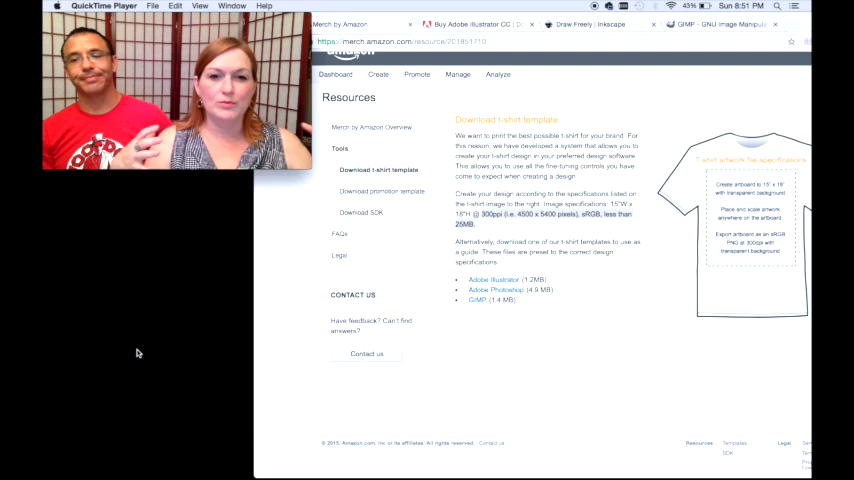 QuickTime Player File Edit View Window Help 43% Sun 8:51 PM
Merch by Amazon × Buy Adobe Illustrator CC | Do × Draw Freely | Inkscape × GIMP - GNU Image Manipul ×
https://merch.amazon.com/resource/201851710
amazon
Dashboard Create Promote Manage Analyze
Resources
Merch by Amazon Overview
Tools
Download t-shirt template
Download promotion template
Download SDK
FAQs
Legal
CONTACT US
Have feedback? Can't find
answers?
Contact us
Download t-shirt template
We want to print the best possible t-shirt for your brand. For
this reason, we have developed a system that allows you to
create your t-shirt design in your preferred design software.
This allows you to use all the fine-tuning controls you have
come to expect when creating a design
Create your design according to the specifications listed on
the t-shirt image to the right. Image specifications: 15"W x
18"H @ 300ppi (i.e. 4500 x 5400 pixels), sRGB, less than
25MB.
Alternatively, download one of our t-shirt templates to use as
a guide. These files are preset to the correct design
specifications.
• Adobe Illustrator (1.2MB)
• Adobe Photoshop (4.9 MB)
• GIMP (1.4 MB)
T-shirt artwork file specifications
Create artboard to 15" x 18"
with transparent background
Place and scale artwork
anywhere on the artboard
Export artboard as an sRGB
PNG at 300ppi with
transparent background
© 2015, Amazon.com, Inc. or its affiliates. All rights reserved. Contact us
Resources Templates
SDK
Legal